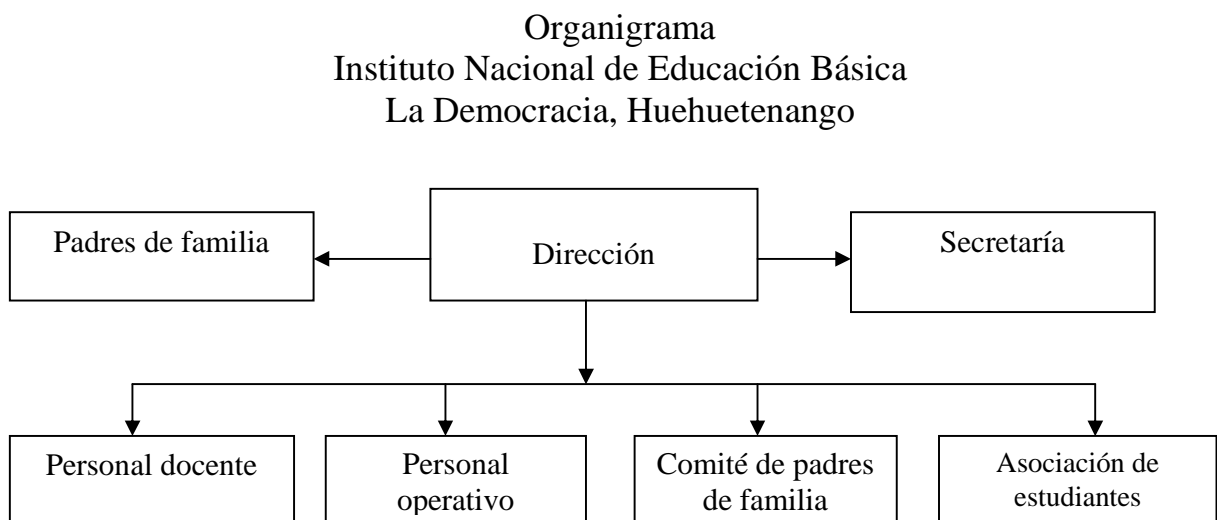 Organigrama
Instituto Nacional de Educación Básica
La Democracia, Huehuetenango
Padres de familia
Dirección
Secretaría
Personal docente
Personal
operativo
Comité de padres
de familia
Asociación de
estudiantes